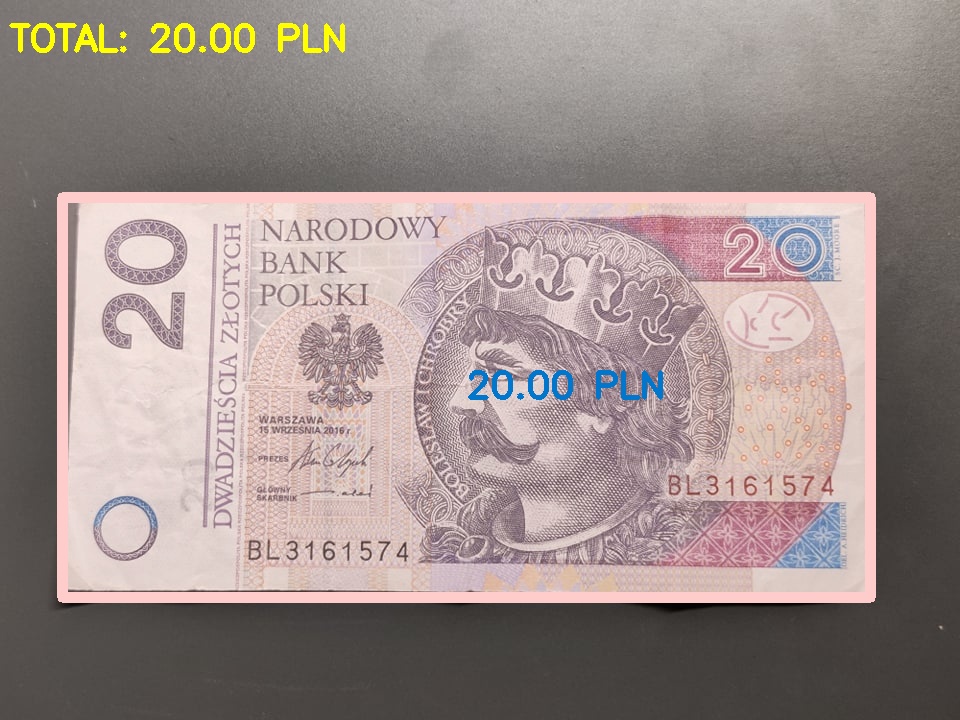 TOTAL: 20.00 PLN
20
DWADZIEŚCIA ZŁOTYCH
NARODOWY
BANK
POLSKI
20
BOLESŁAW I CHROBRY
20.00 PLN
WARSZAWA
15 WRZEŚNIA 2016 r.
PREZES
GŁÓWNY
SKARBNIK
BL3161574
BL3161574